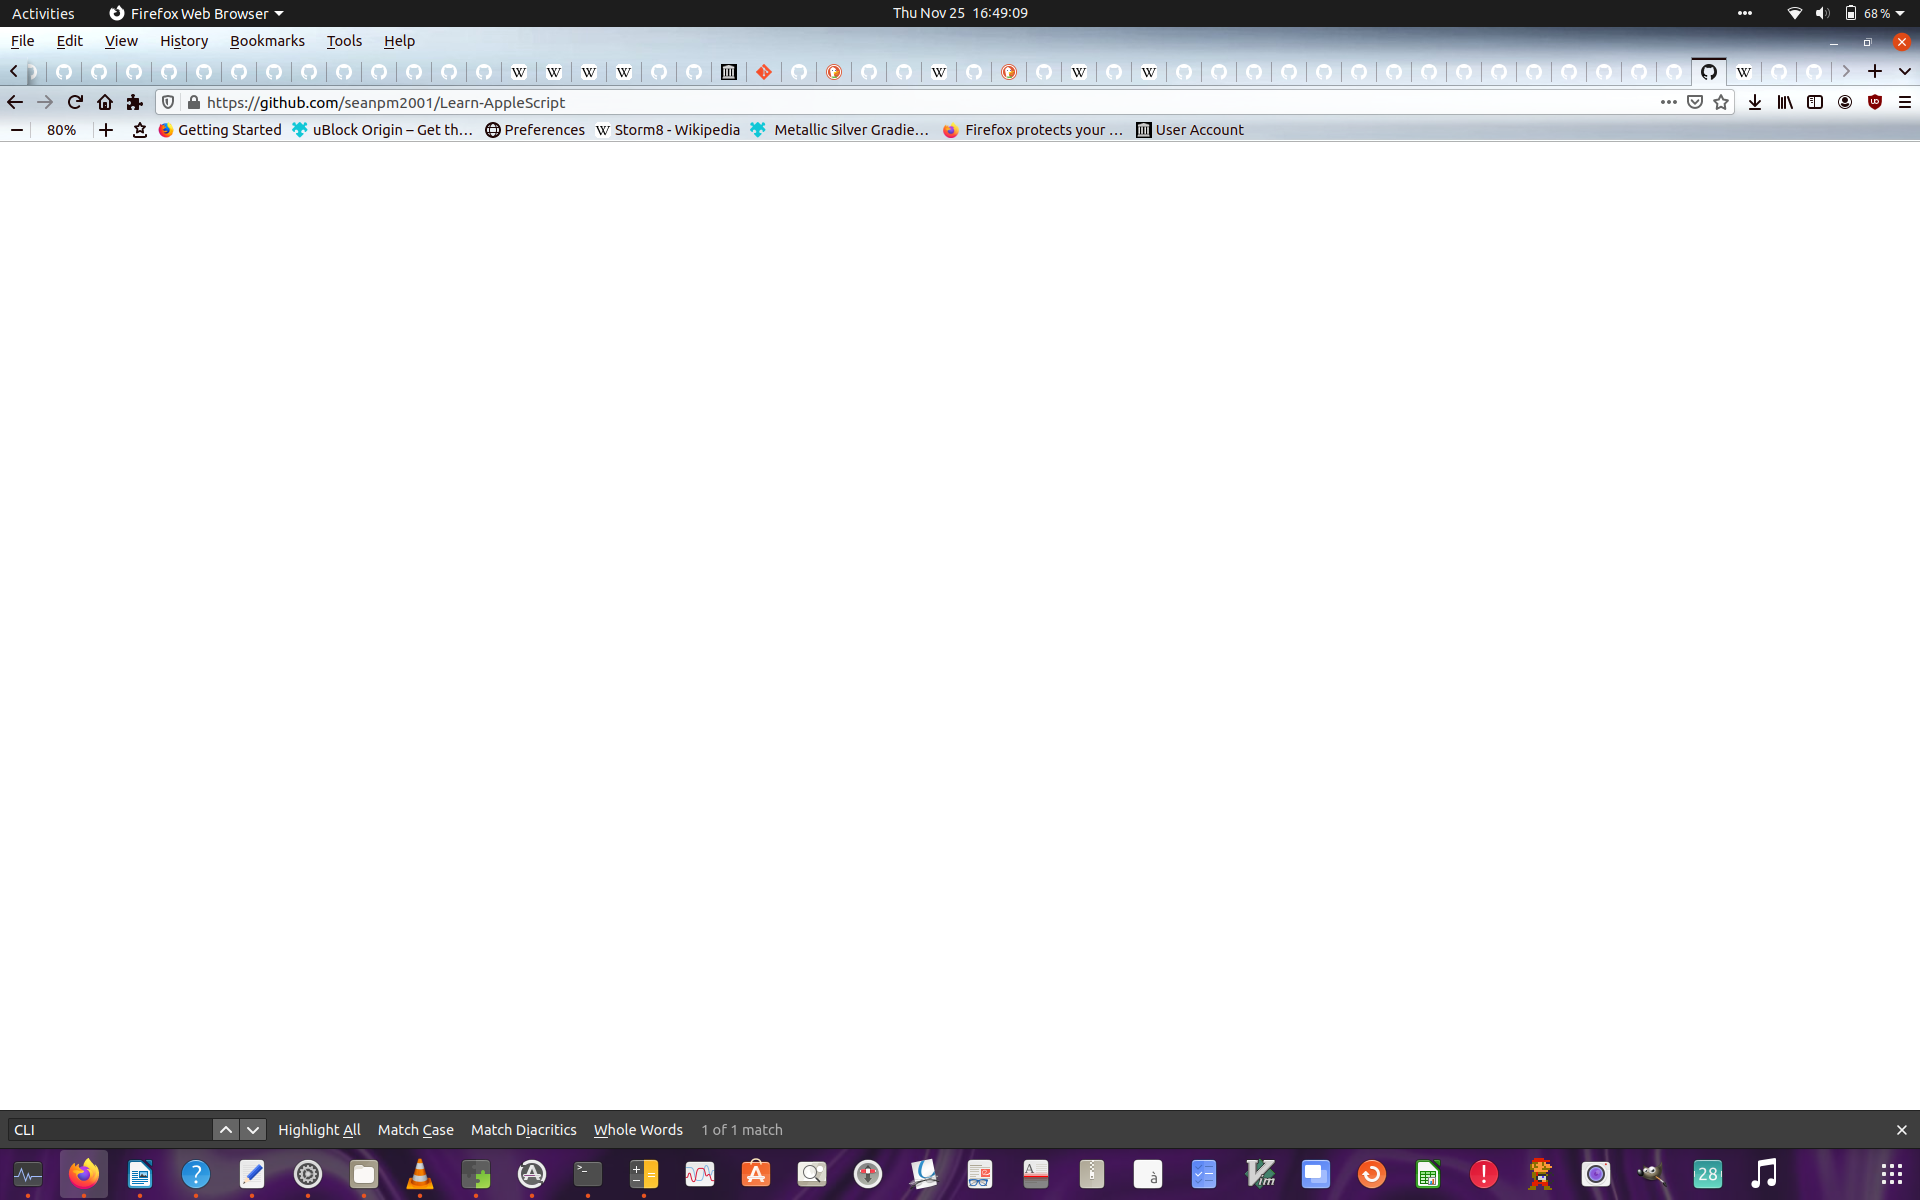 Activities Firefox Web Browser Thu Nov 25 16:49:09 68 %
File Edit View History Bookmarks Tools Help
https://github.com/seanpm2001/Learn-AppleScript
80% Getting Started uBlock Origin – Get th... Preferences Storm8 - Wikipedia Metallic Silver Gradie... Firefox protects your ... User Account
CLI Highlight All Match Case Match Diacritics Whole Words 1 of 1 match
28